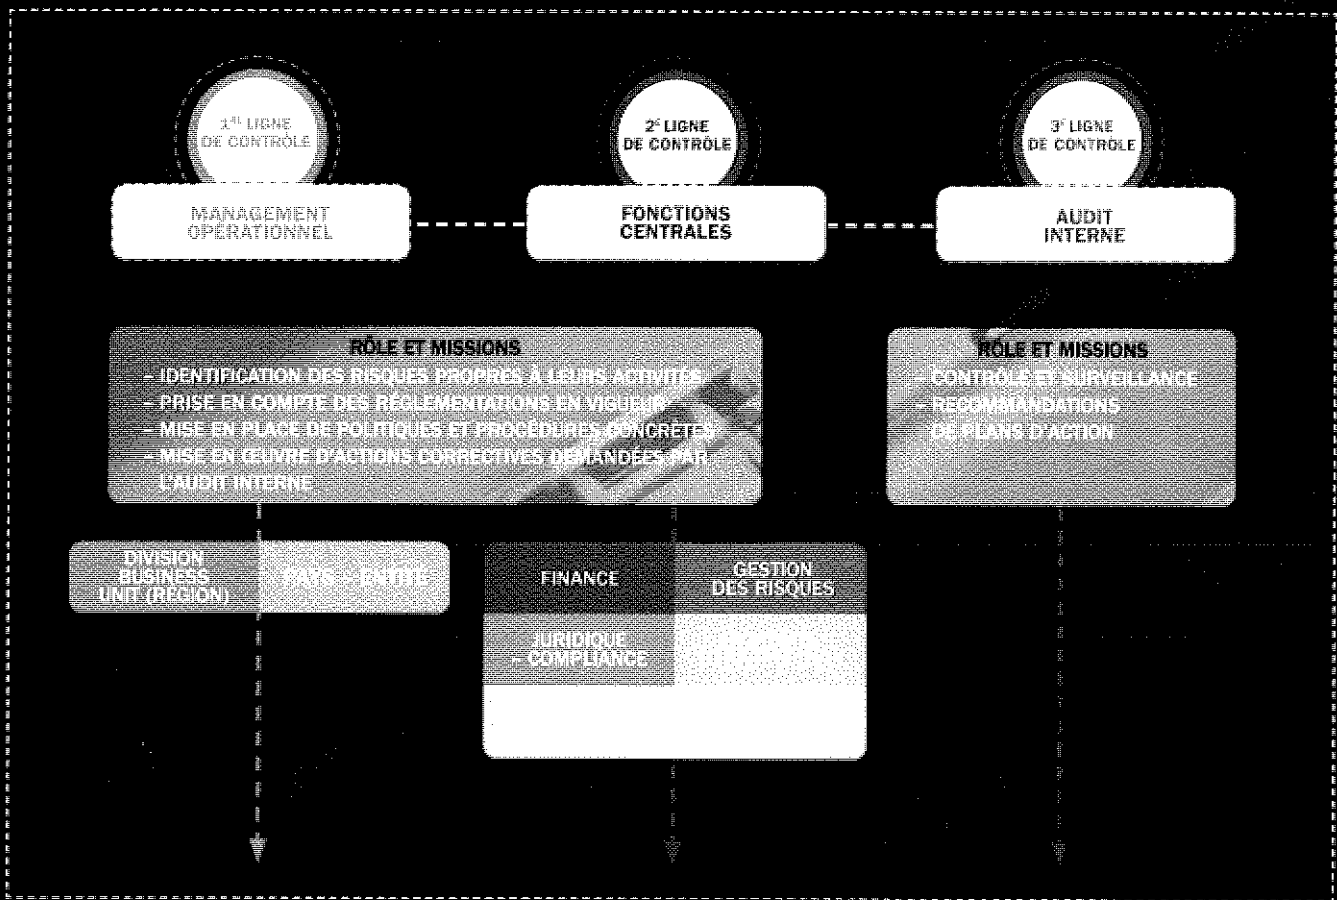 1RE LIGNE
DE CONTRÔLE
2E LIGNE
DE CONTRÔLE
3E LIGNE
DE CONTRÔLE
MANAGEMENT
OPÉRATIONNEL
FONCTIONS
CENTRALES
AUDIT
INTERNE
RÔLE ET MISSIONS
– IDENTIFICATION DES RISQUES PROPRES À LEURS ACTIVITÉS
– PRISE EN COMPTE DES RÉGLEMENTATIONS EN VIGUEUR
– MISE EN PLACE DE POLITIQUES ET PROCÉDURES CONCRÈTES
– MISE EN ŒUVRE D'ACTIONS CORRECTIVES DEMANDÉES PAR
L'AUDIT INTERNE
RÔLE ET MISSIONS
– CONTRÔLE ET SURVEILLANCE
– RECOMMANDATIONS
DE PLANS D'ACTION
DIVISION
BUSINESS
UNIT (RÉGION)
PAYS – ENTITÉ
FINANCE
GESTION
DES RISQUES
JURIDIQUE
– COMPLIANCE